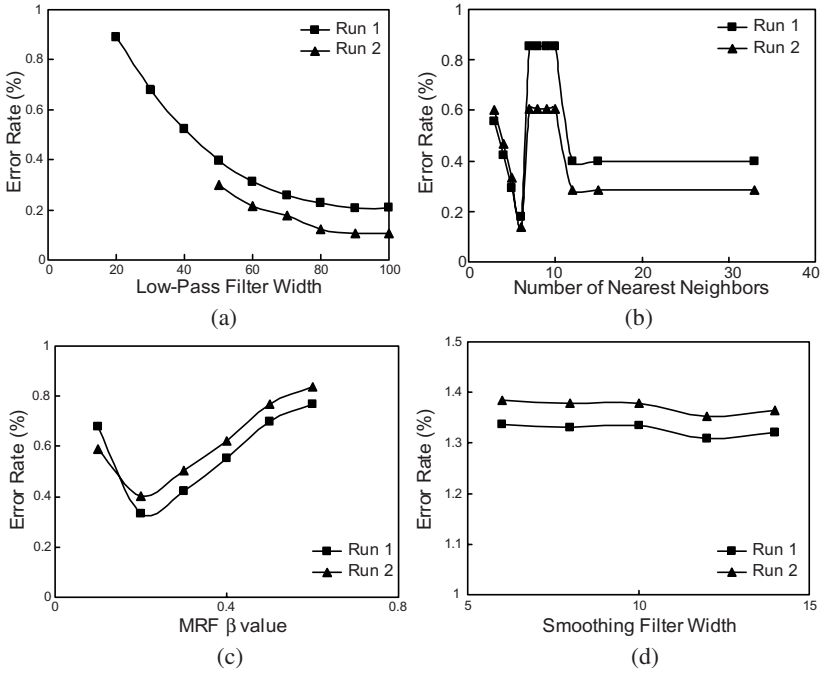 1
0.8
0.6
0.4
0.2
0
Error Rate (%)
Run 1
Run 2
0 20 40 60 80 100
Low-Pass Filter Width
(a)
1
0.8
0.6
0.4
0.2
0
Error Rate (%)
Run 1
Run 2
0 10 20 30 40
Number of Nearest Neighbors
(b)
1
0.8
0.6
0.4
0.2
0
Error Rate (%)
Run 1
Run 2
0 0.4 0.8
MRF β value
(c)
1.5
1.4
1.3
1.2
1.1
1
Error Rate (%)
Run 1
Run 2
5 10 15
Smoothing Filter Width
(d)